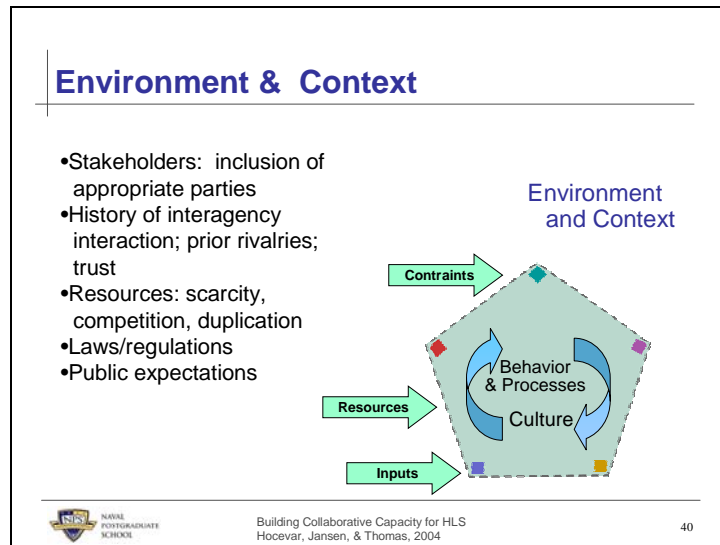 Environment &  Context
•Stakeholders:  inclusion of
appropriate parties
•History of interagency
interaction; prior rivalries;
trust
•Resources: scarcity,
competition, duplication
•Laws/regulations
•Public expectations
Environment
and Context
Contraints
Behavior
& Processes
Culture
Resources
Inputs
NPS
NAVAL
POSTGRADUATE
SCHOOL
Building Collaborative Capacity for HLS
Hocevar, Jansen, & Thomas, 2004
40